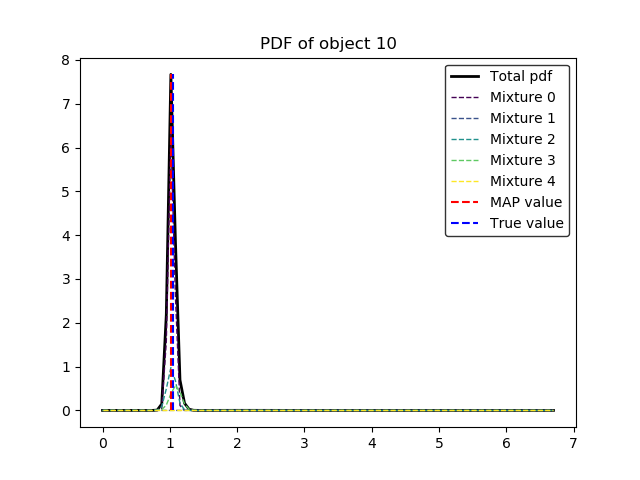 PDF of object 10
8
7
6
5
4
3
2
1
0
0 1 2 3 4 5 6 7
Total pdf
Mixture 0
Mixture 1
Mixture 2
Mixture 3
Mixture 4
MAP value
True value